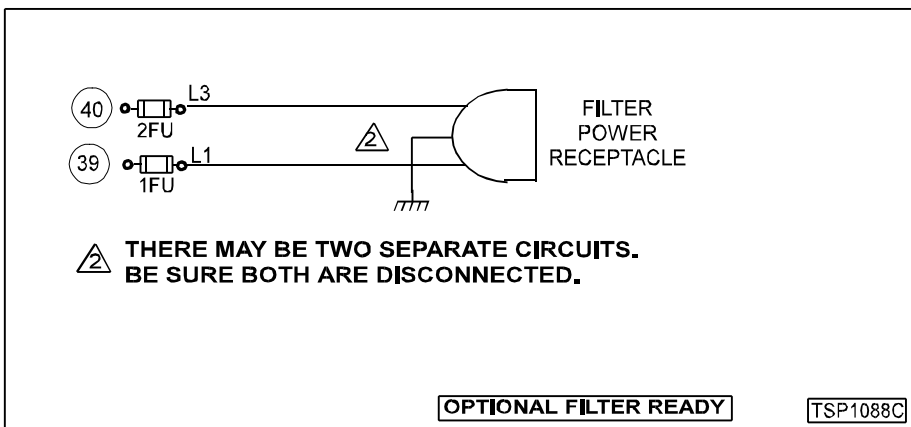 40
L3
2FU
2
39
L1
1FU
FILTER
POWER
RECEPTACLE
2
THERE MAY BE TWO SEPARATE CIRCUITS.
BE SURE BOTH ARE DISCONNECTED.
OPTIONAL FILTER READY
TSP1088C